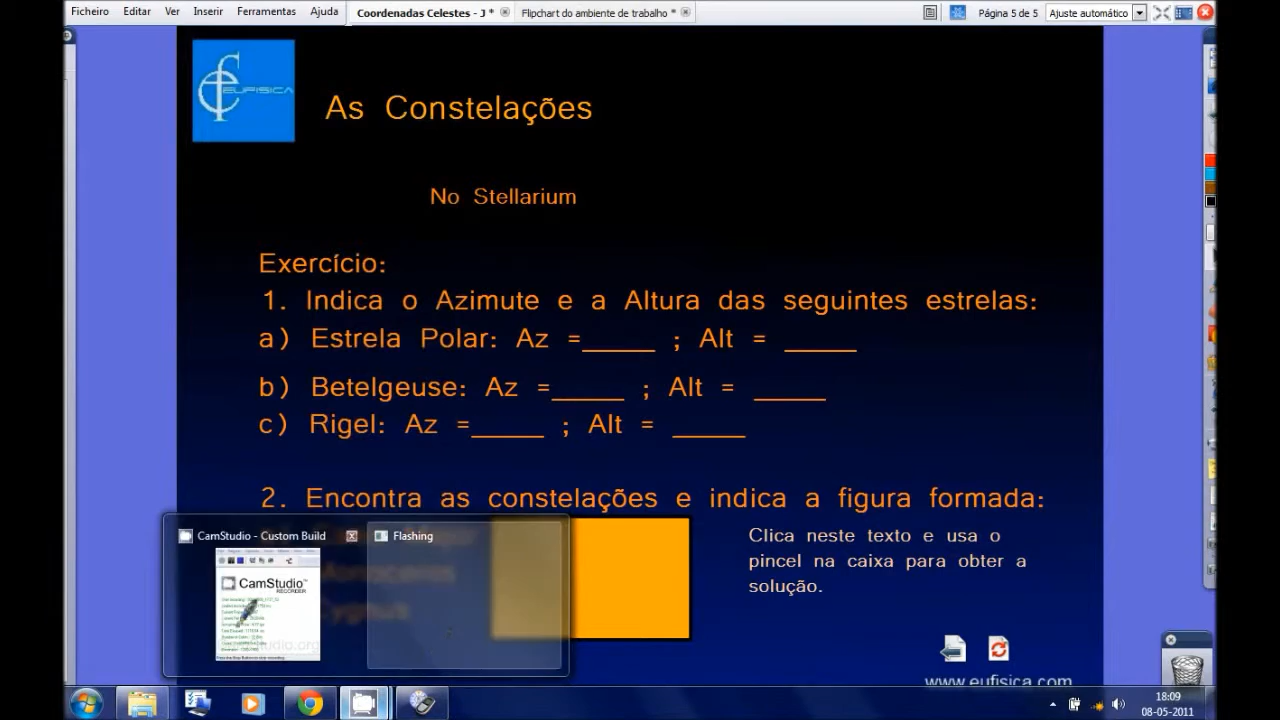 Ficheiro Editar Ver Inserir Ferramentas Ajuda Coordenadas Celestes - J * Flipchart do ambiente de trabalho * Página 5 de 5 Ajuste automático
EUFISICA
As Constelações
No Stellarium
Exercício:
1. Indica o Azimute e a Altura das seguintes estrelas:
a) Estrela Polar: Az =_____ ; Alt = _____
b) Betelgeuse: Az =_____ ; Alt = _____
c) Rigel: Az =_____ ; Alt = _____
2. Encontra as constelações e indica a figura formada:
CamStudio - Custom Build
Flashing
CamStudio
RECORDER
Monoceros
Cygnus
Clica neste texto e usa o
pincel na caixa para obter a
solução.
www.eufisica.com
18:09
08-05-2011